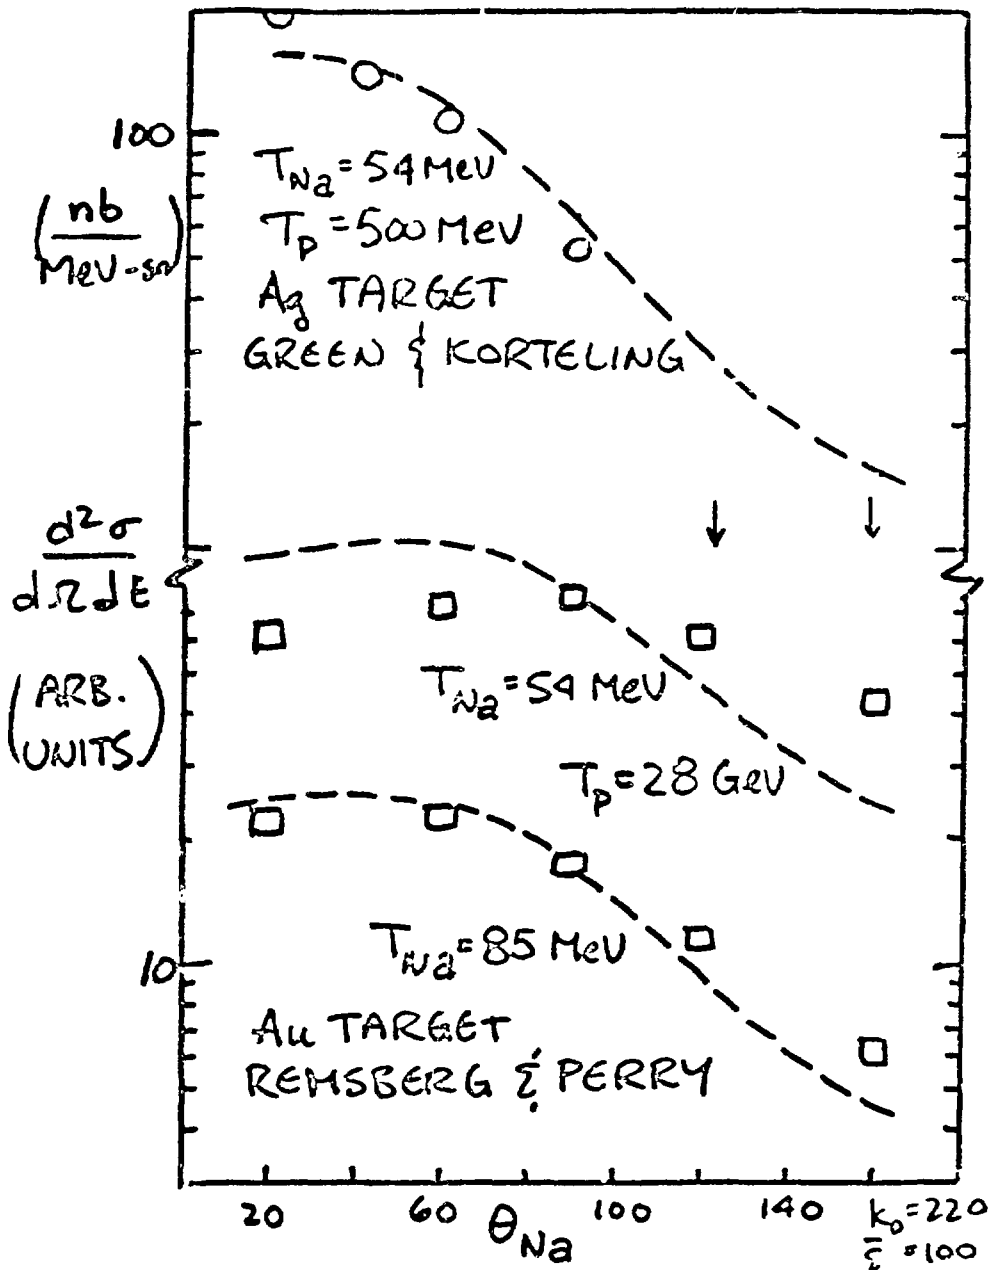 100
(nb
MeV-sr)
T_Na = 54 MeV
T_p = 500 MeV
Ag TARGET
GREEN & KORTELING
d²σ
dΩdE
(ARB.
UNITS)
T_Na = 54 MeV
T_p = 28 GeV
T_Na = 85 MeV
10
Au TARGET
REMSBERG & PERRY
20 60 100 140
θ_Na
k₀ = 220
= 100